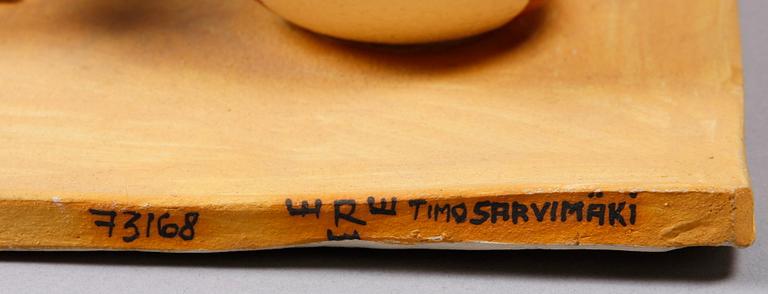 73168 E R E TIMO SARVIMÄKI
E